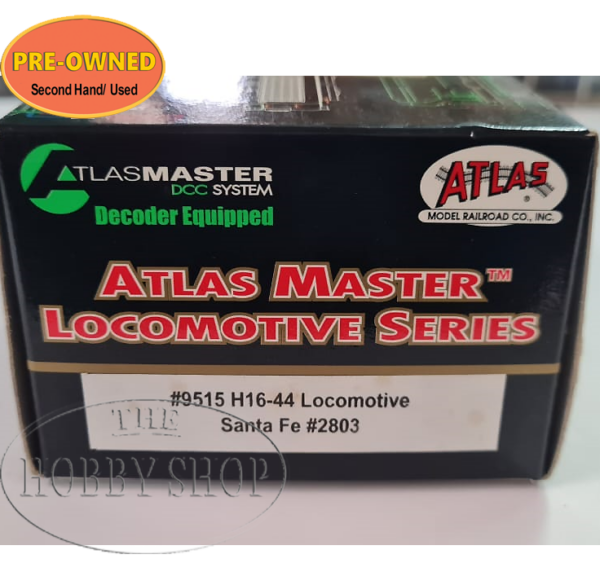 PRE-OWNED
Second Hand/ Used
ATLASMASTER
DCC SYSTEM
Decoder Equipped
ATLAS
®
MODEL RAILROAD CO., INC.
ATLAS MASTER™
LOCOMOTIVE SERIES
#9515 H16-44 Locomotive
Santa Fe #2803
THE
HOBBY SHOP